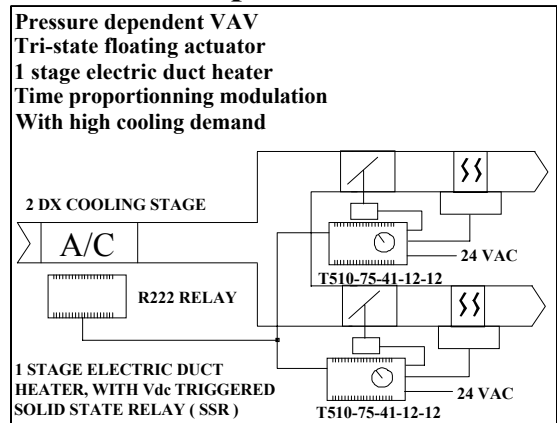 Pressure dependent VAV
Tri-state floating actuator
1 stage electric duct heater
Time proportionning modulation
With high cooling demand
2 DX COOLING STAGE
A/C
24 VAC
T510-75-41-12-12
R222 RELAY
1 STAGE ELECTRIC DUCT
HEATER, WITH Vdc TRIGGERED
SOLID STATE RELAY ( SSR )
24 VAC
T510-75-41-12-12